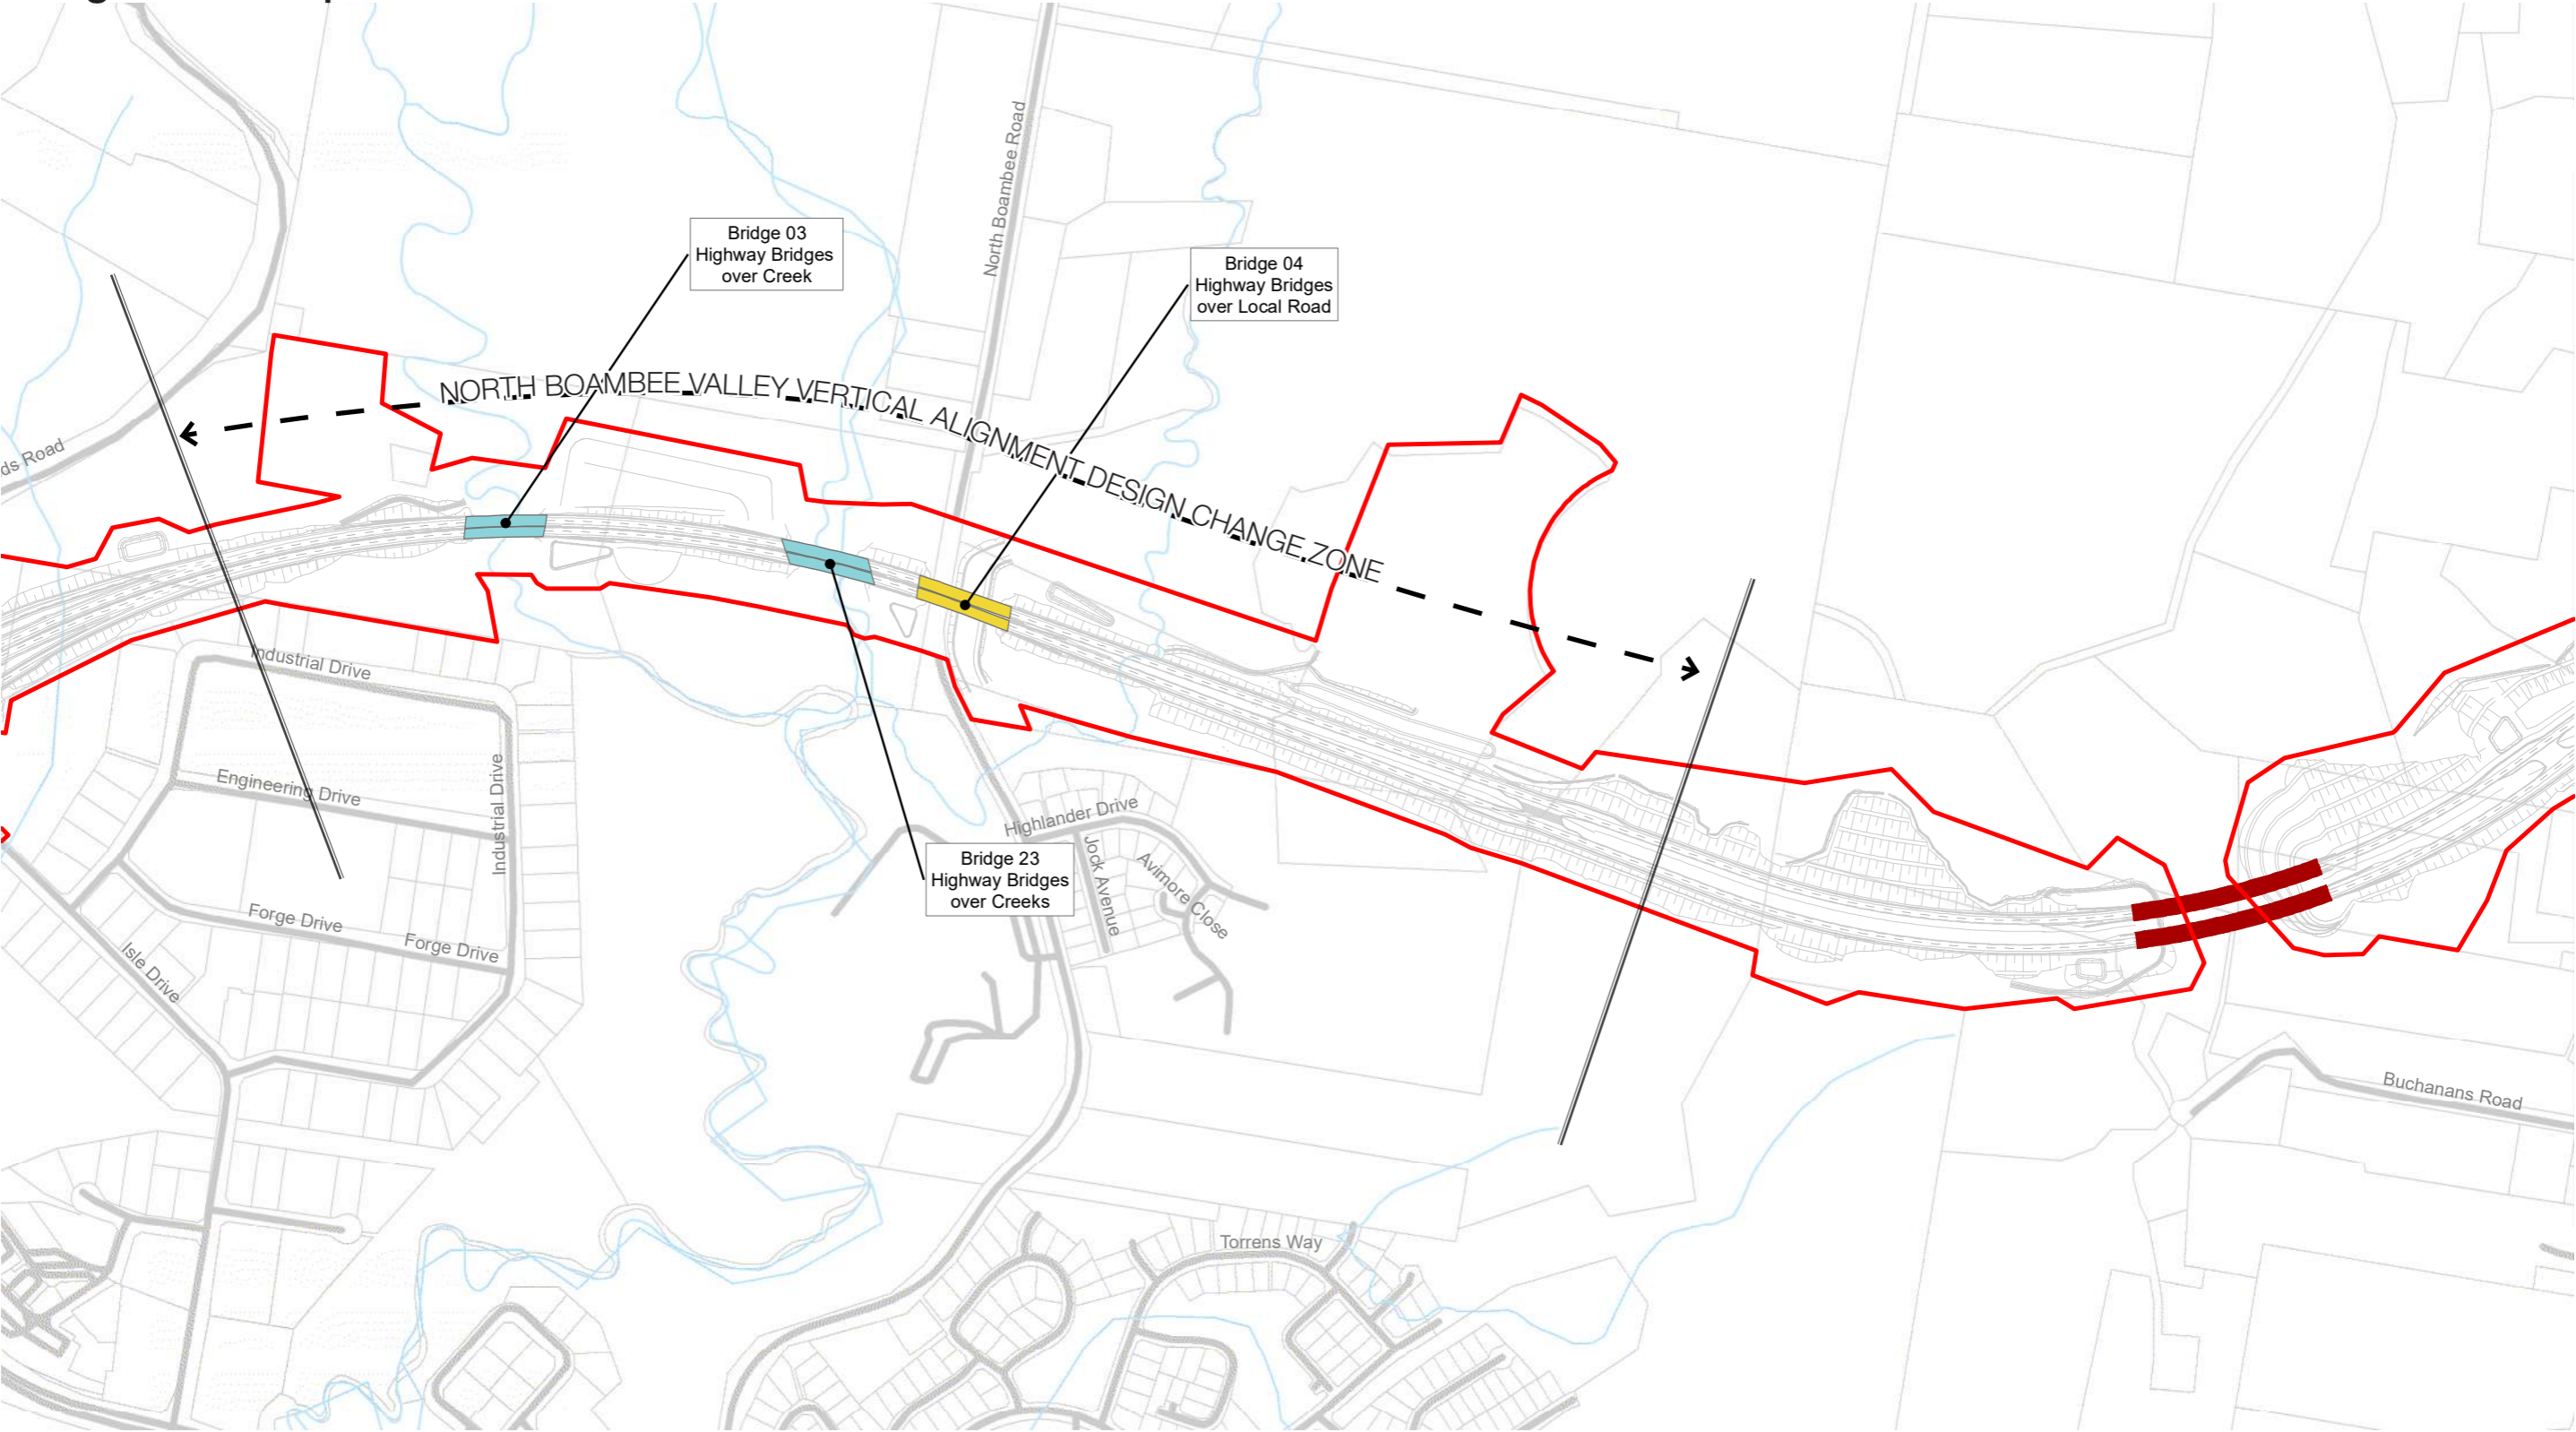 North Boambee Road
Bridge 03
Highway Bridges
over Creek
Bridge 04
Highway Bridges
over Local Road
NORTH BOAMBEE VALLEY VERTICAL ALIGNMENT DESIGN CHANGE ZONE
ds Road
Industrial Drive
Engineering Drive
Industrial Drive
Highlander Drive
Jock Avenue
Avimore Close
Bridge 23
Highway Bridges
over Creeks
Forge Drive
Forge Drive
Isle Drive
Buchanans Road
Torrens Way